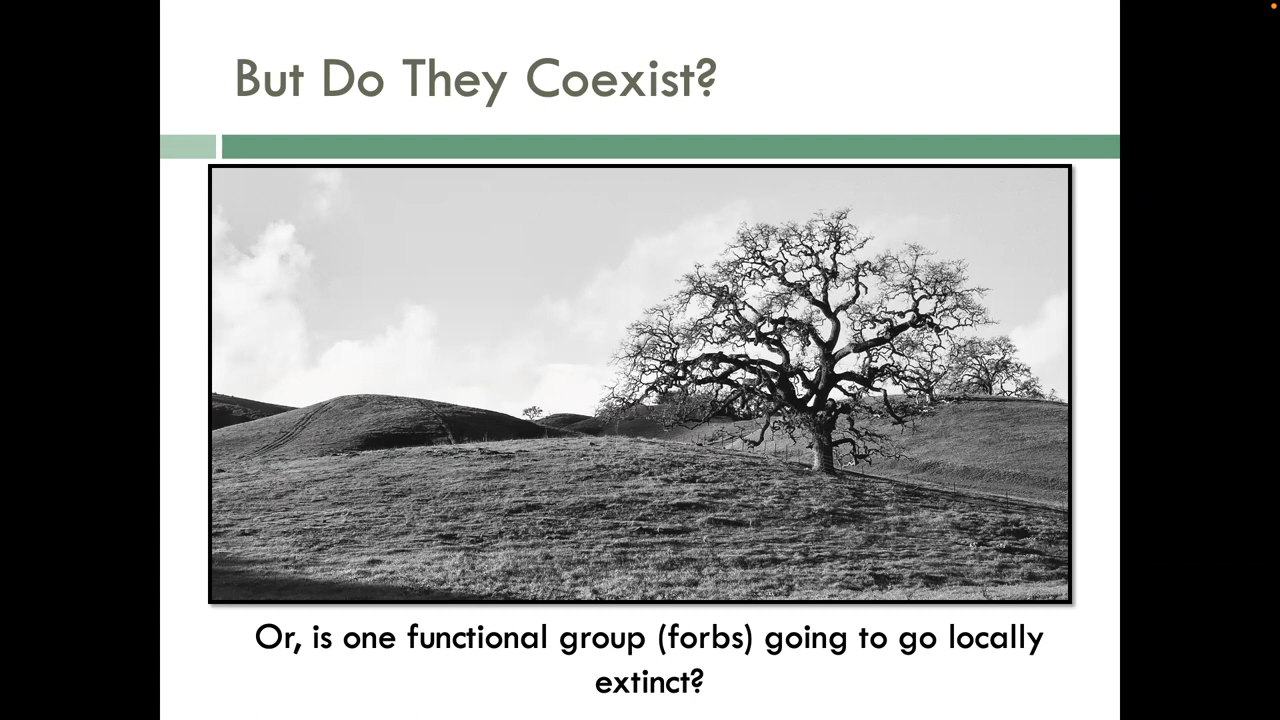 But Do They Coexist?
Or, is one functional group (forbs) going to go locally
extinct?